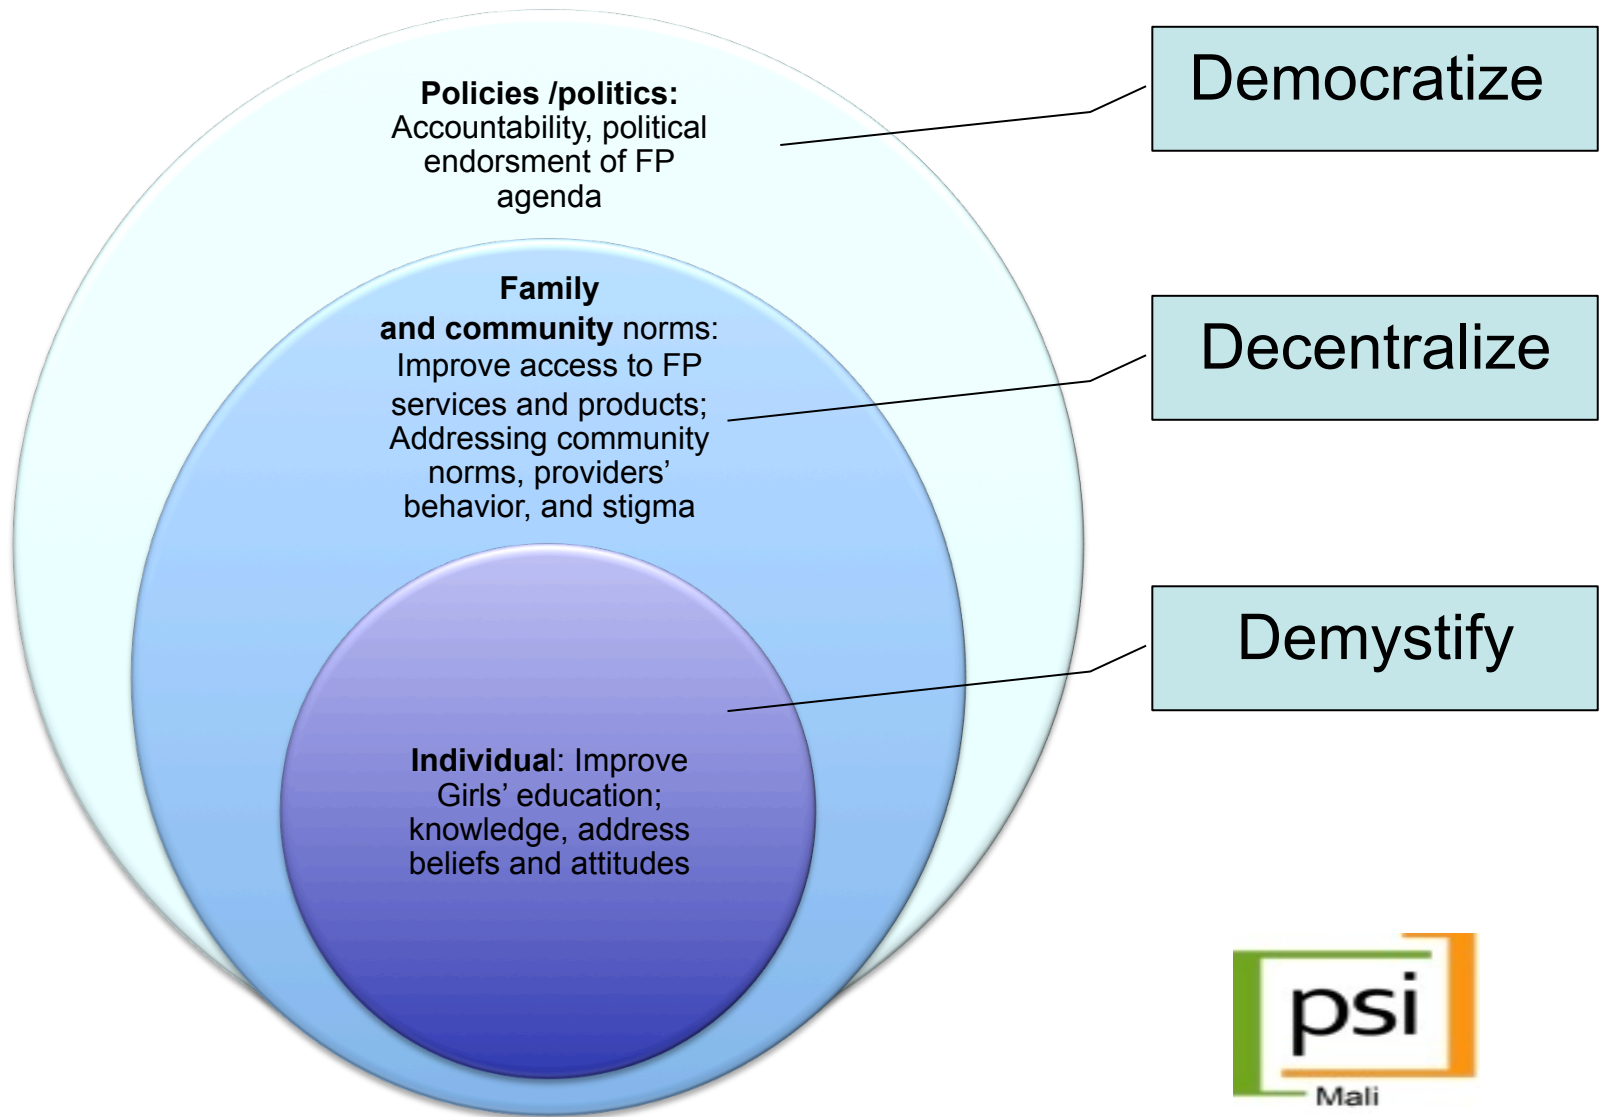 Policies /politics:
Accountability, political
endorsment of FP
agenda
Democratize
Family
and community norms:
Improve access to FP
services and products;
Addressing community
norms, providers’
behavior, and stigma
Decentralize
Individual: Improve
Girls’ education;
knowledge, address
beliefs and attitudes
Demystify
psi
Mali